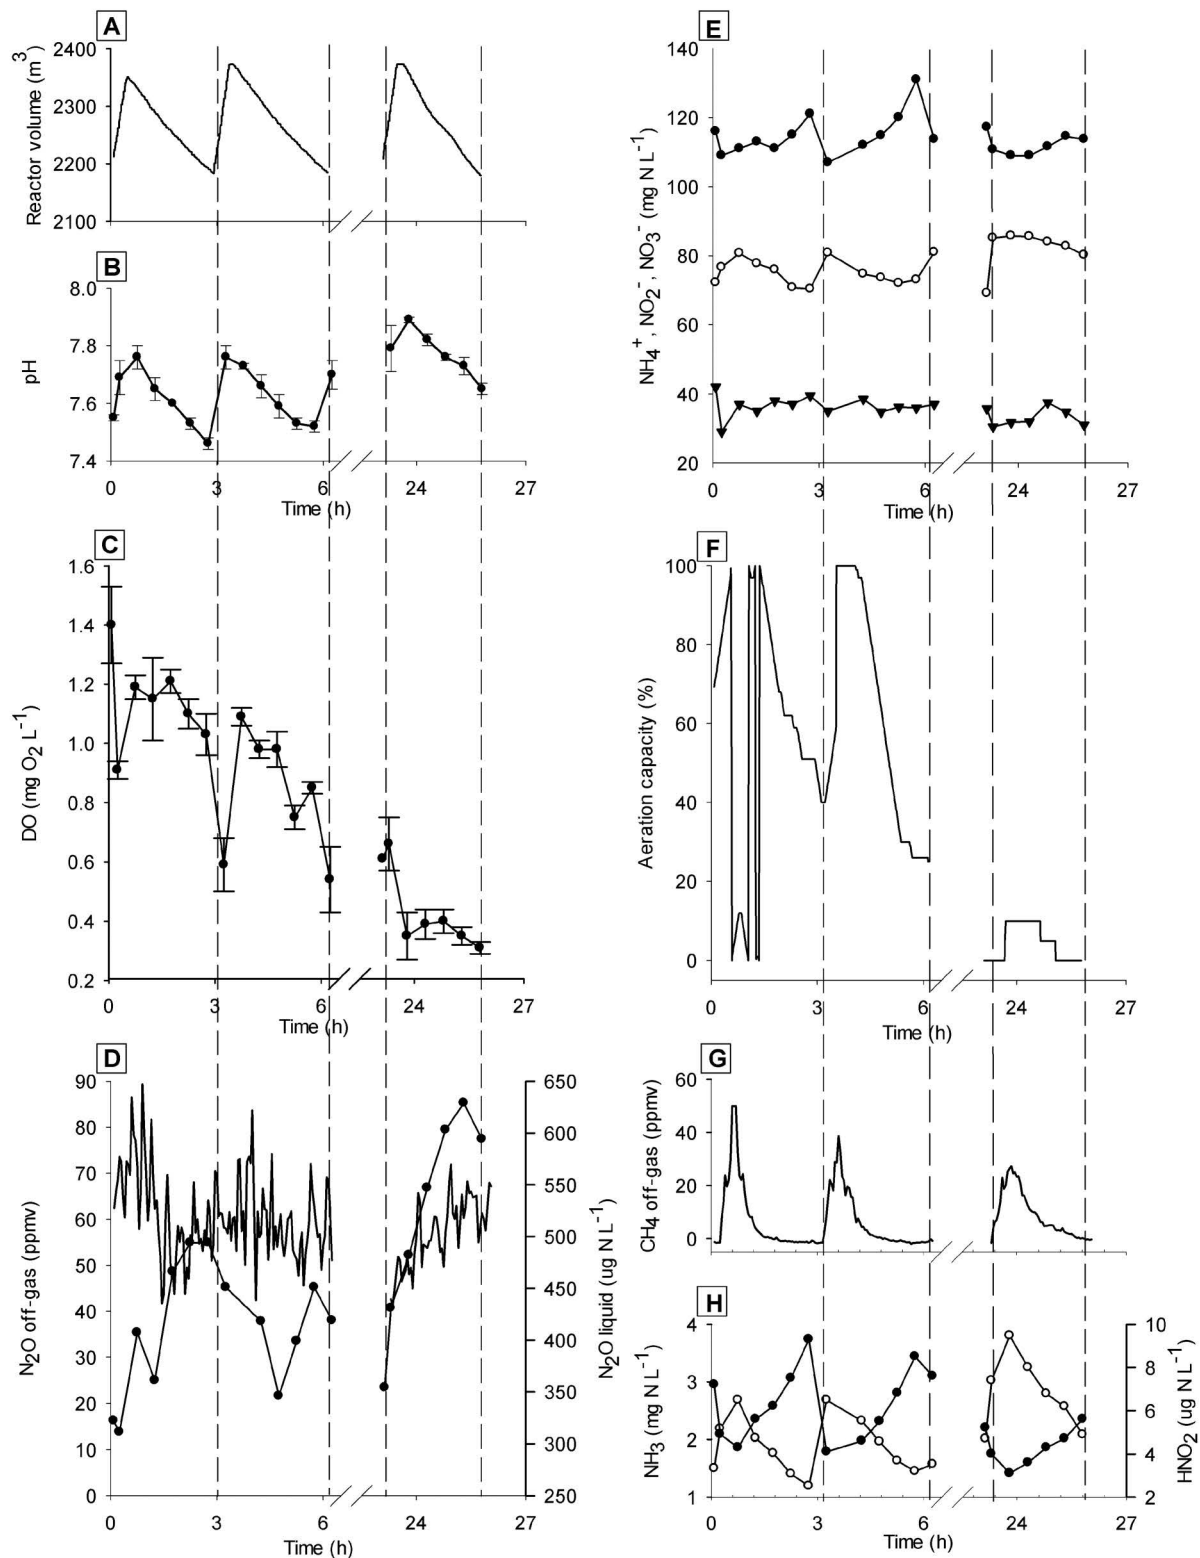 A
Reactor volume (m3)
2400
2300
2200
2100
B
pH
8.0
7.8
7.6
7.4
0 3 6 24 27
Time (h)
C
DO (mg O2 L-1)
1.6
1.4
1.2
1.0
0.8
0.6
0.4
0.2
0 3 6 24 27
Time (h)
D
N2O off-gas (ppmv)
90
80
70
60
50
40
30
20
10
0
650
600
550
500
450
400
350
300
250
N2O liquid (ug N L-1)
0 3 6 24 27
Time (h)
E
NH4+, NO2-, NO3- (mg N L-1)
140
120
100
80
60
40
20
0 3 6 24 27
Time (h)
F
Aeration capacity (%)
100
80
60
40
20
0
0 3 6 24 27
Time (h)
G
CH4 off-gas (ppmv)
60
40
20
0
H
NH3 (mg N L-1)
4
3
2
1
10
8
6
4
2
HNO2 (ug N L-1)
0 3 6 24 27
Time (h)